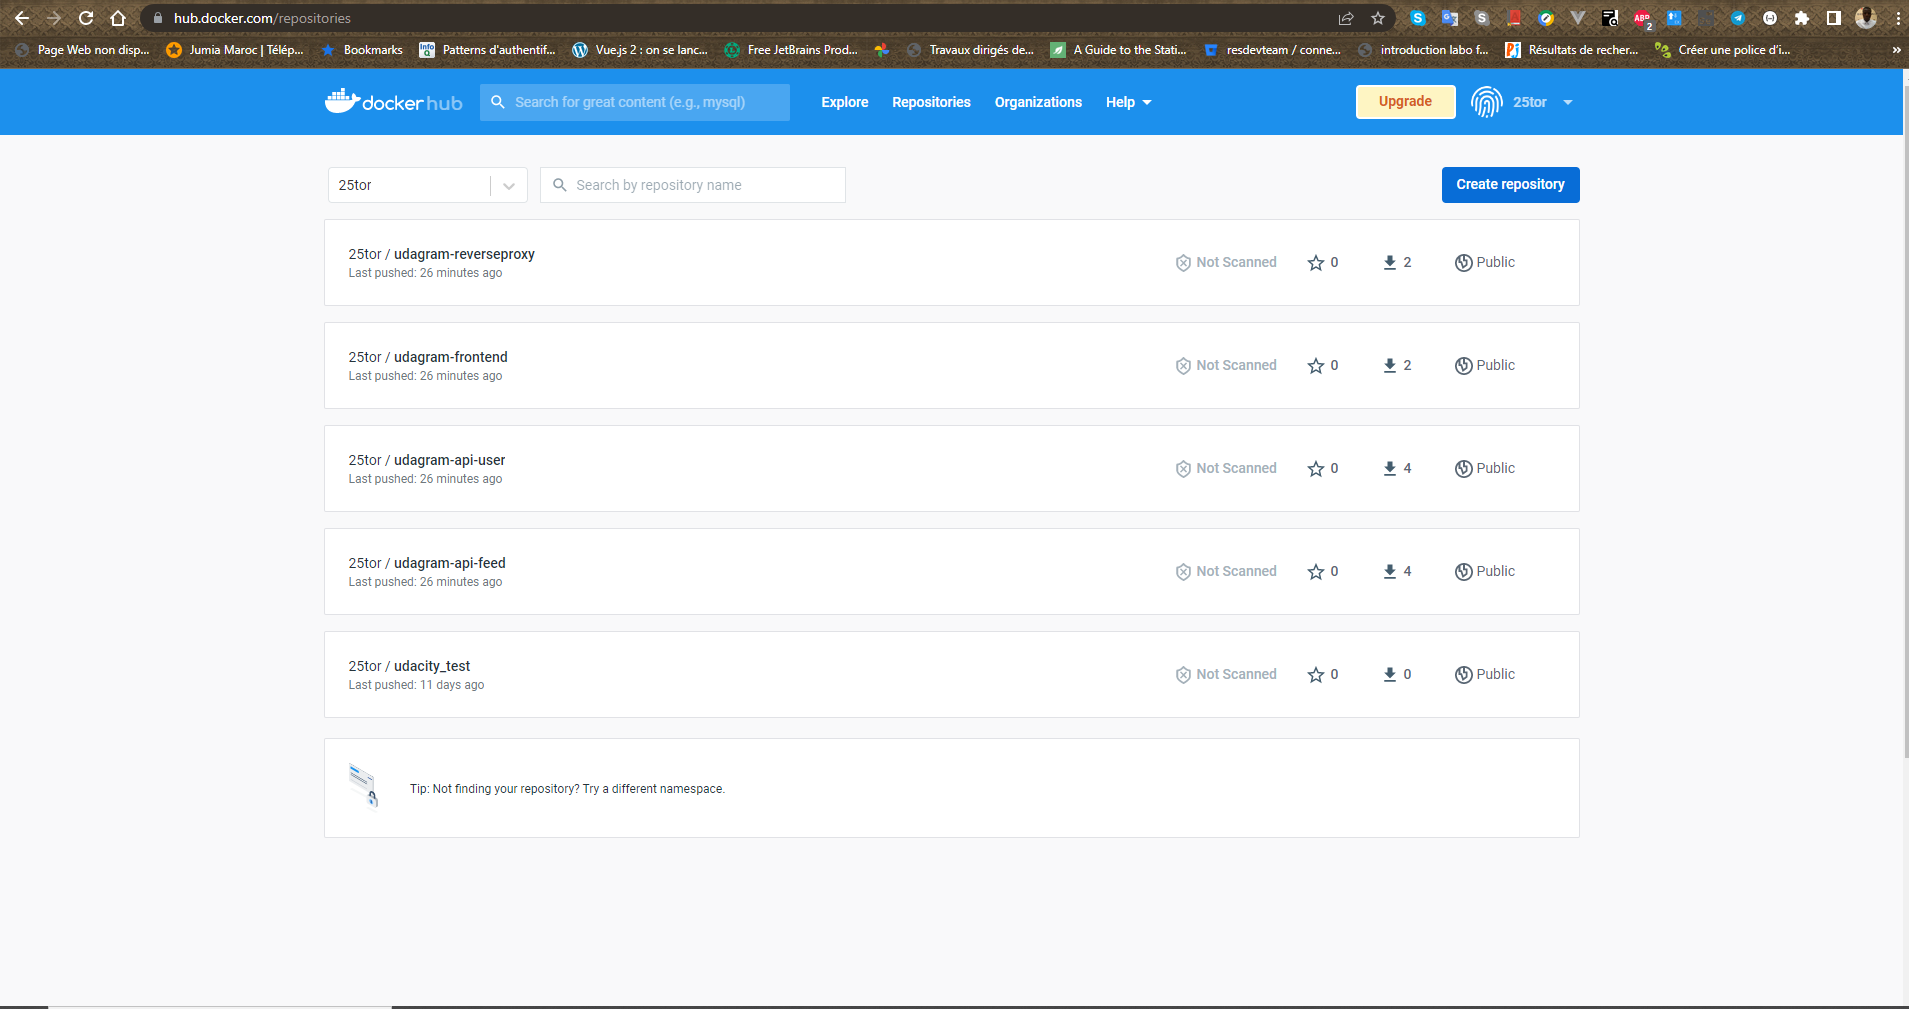 hub.docker.com/repositories
Page Web non disp... Jumia Maroc | Télép... Bookmarks Patterns d'authentif... Vue.js 2 : on se lanc... Free JetBrains Prod... Travaux dirigés de... A Guide to the Stati... resdevteam / conne... introduction labo f... Résultats de recher... Créer une police d'i... »
docker hub Search for great content (e.g., mysql) Explore Repositories Organizations Help Upgrade 25tor
25tor Search by repository name Create repository
25tor / udagram-reverseproxy
Last pushed: 26 minutes ago
Not Scanned 0 2 Public
25tor / udagram-frontend
Last pushed: 26 minutes ago
Not Scanned 0 2 Public
25tor / udagram-api-user
Last pushed: 26 minutes ago
Not Scanned 0 4 Public
25tor / udagram-api-feed
Last pushed: 26 minutes ago
Not Scanned 0 4 Public
25tor / udacity_test
Last pushed: 11 days ago
Not Scanned 0 0 Public
Tip: Not finding your repository? Try a different namespace.